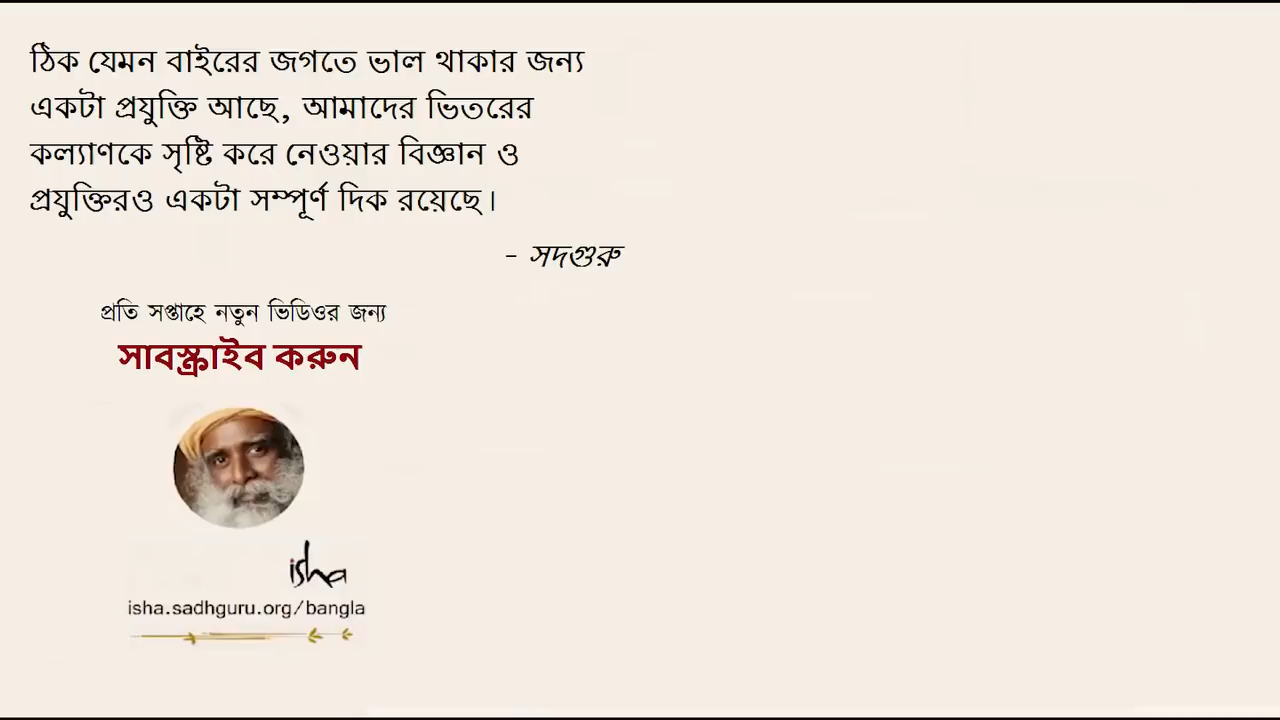 ঠিক যেমন বাইরের জগতে ভাল থাকার জন্য
একটা প্রযুক্তি আছে, আমাদের ভিতরের
কল্যাণকে সৃষ্টি করে নেওয়ার বিজ্ঞান ও
প্রযুক্তিরও একটা সম্পূর্ণ দিক রয়েছে।
- সদগুরু
প্রতি সপ্তাহে নতুন ভিডিওর জন্য
সাবস্ক্রাইব করুন
isha
isha.sadhguru.org/bangla